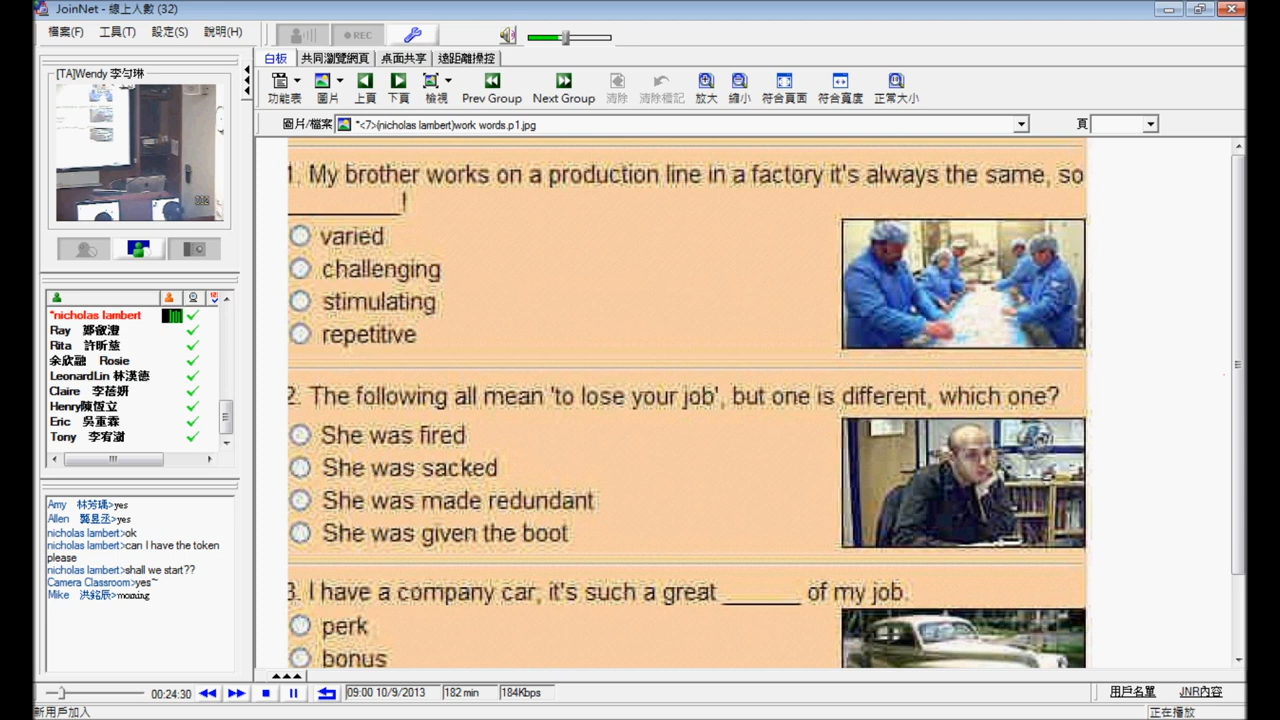 JoinNet - 線上人數 (32)
檔案(F) 工具(T) 設定(S) 說明(H)
REC
[TA]Wendy 李勻琳
白板 共同瀏覽網頁 桌面共享 遠距離操控
功能表 圖片 上頁 下頁 檢視 Prev Group Next Group 清除 清除標記 放大 縮小 符合頁面 符合寬度 正常大小
圖片/檔案 *<7>(nicholas lambert)work words.p1.jpg 頁
1. My brother works on a production line in a factory it's always the same, so
________!
varied
challenging
stimulating
repetitive
2. The following all mean 'to lose your job', but one is different, which one?
She was fired
She was sacked
She was made redundant
She was given the boot
3. I have a company car, it's such a great ______ of my job.
perk
bonus
*nicholas lambert
Ray 鄭叡澧
Rita 許昕慈
余欣融 Rosie
LeonardLin 林漢德
Claire 李蓓妍
Henry陳恆立
Eric 吳重霖
Tony 李宥澍
Amy 林芳瑀>yes
Allen 龔昱丞>yes
nicholas lambert>ok
nicholas lambert>can I have the token
please
nicholas lambert>shall we start??
Camera Classroom>yes~
Mike 洪銘辰>morning
00:24:30 09:00 10/9/2013 182 min 184Kbps 用戶名單 JNR內容
新用戶加入 正在播放